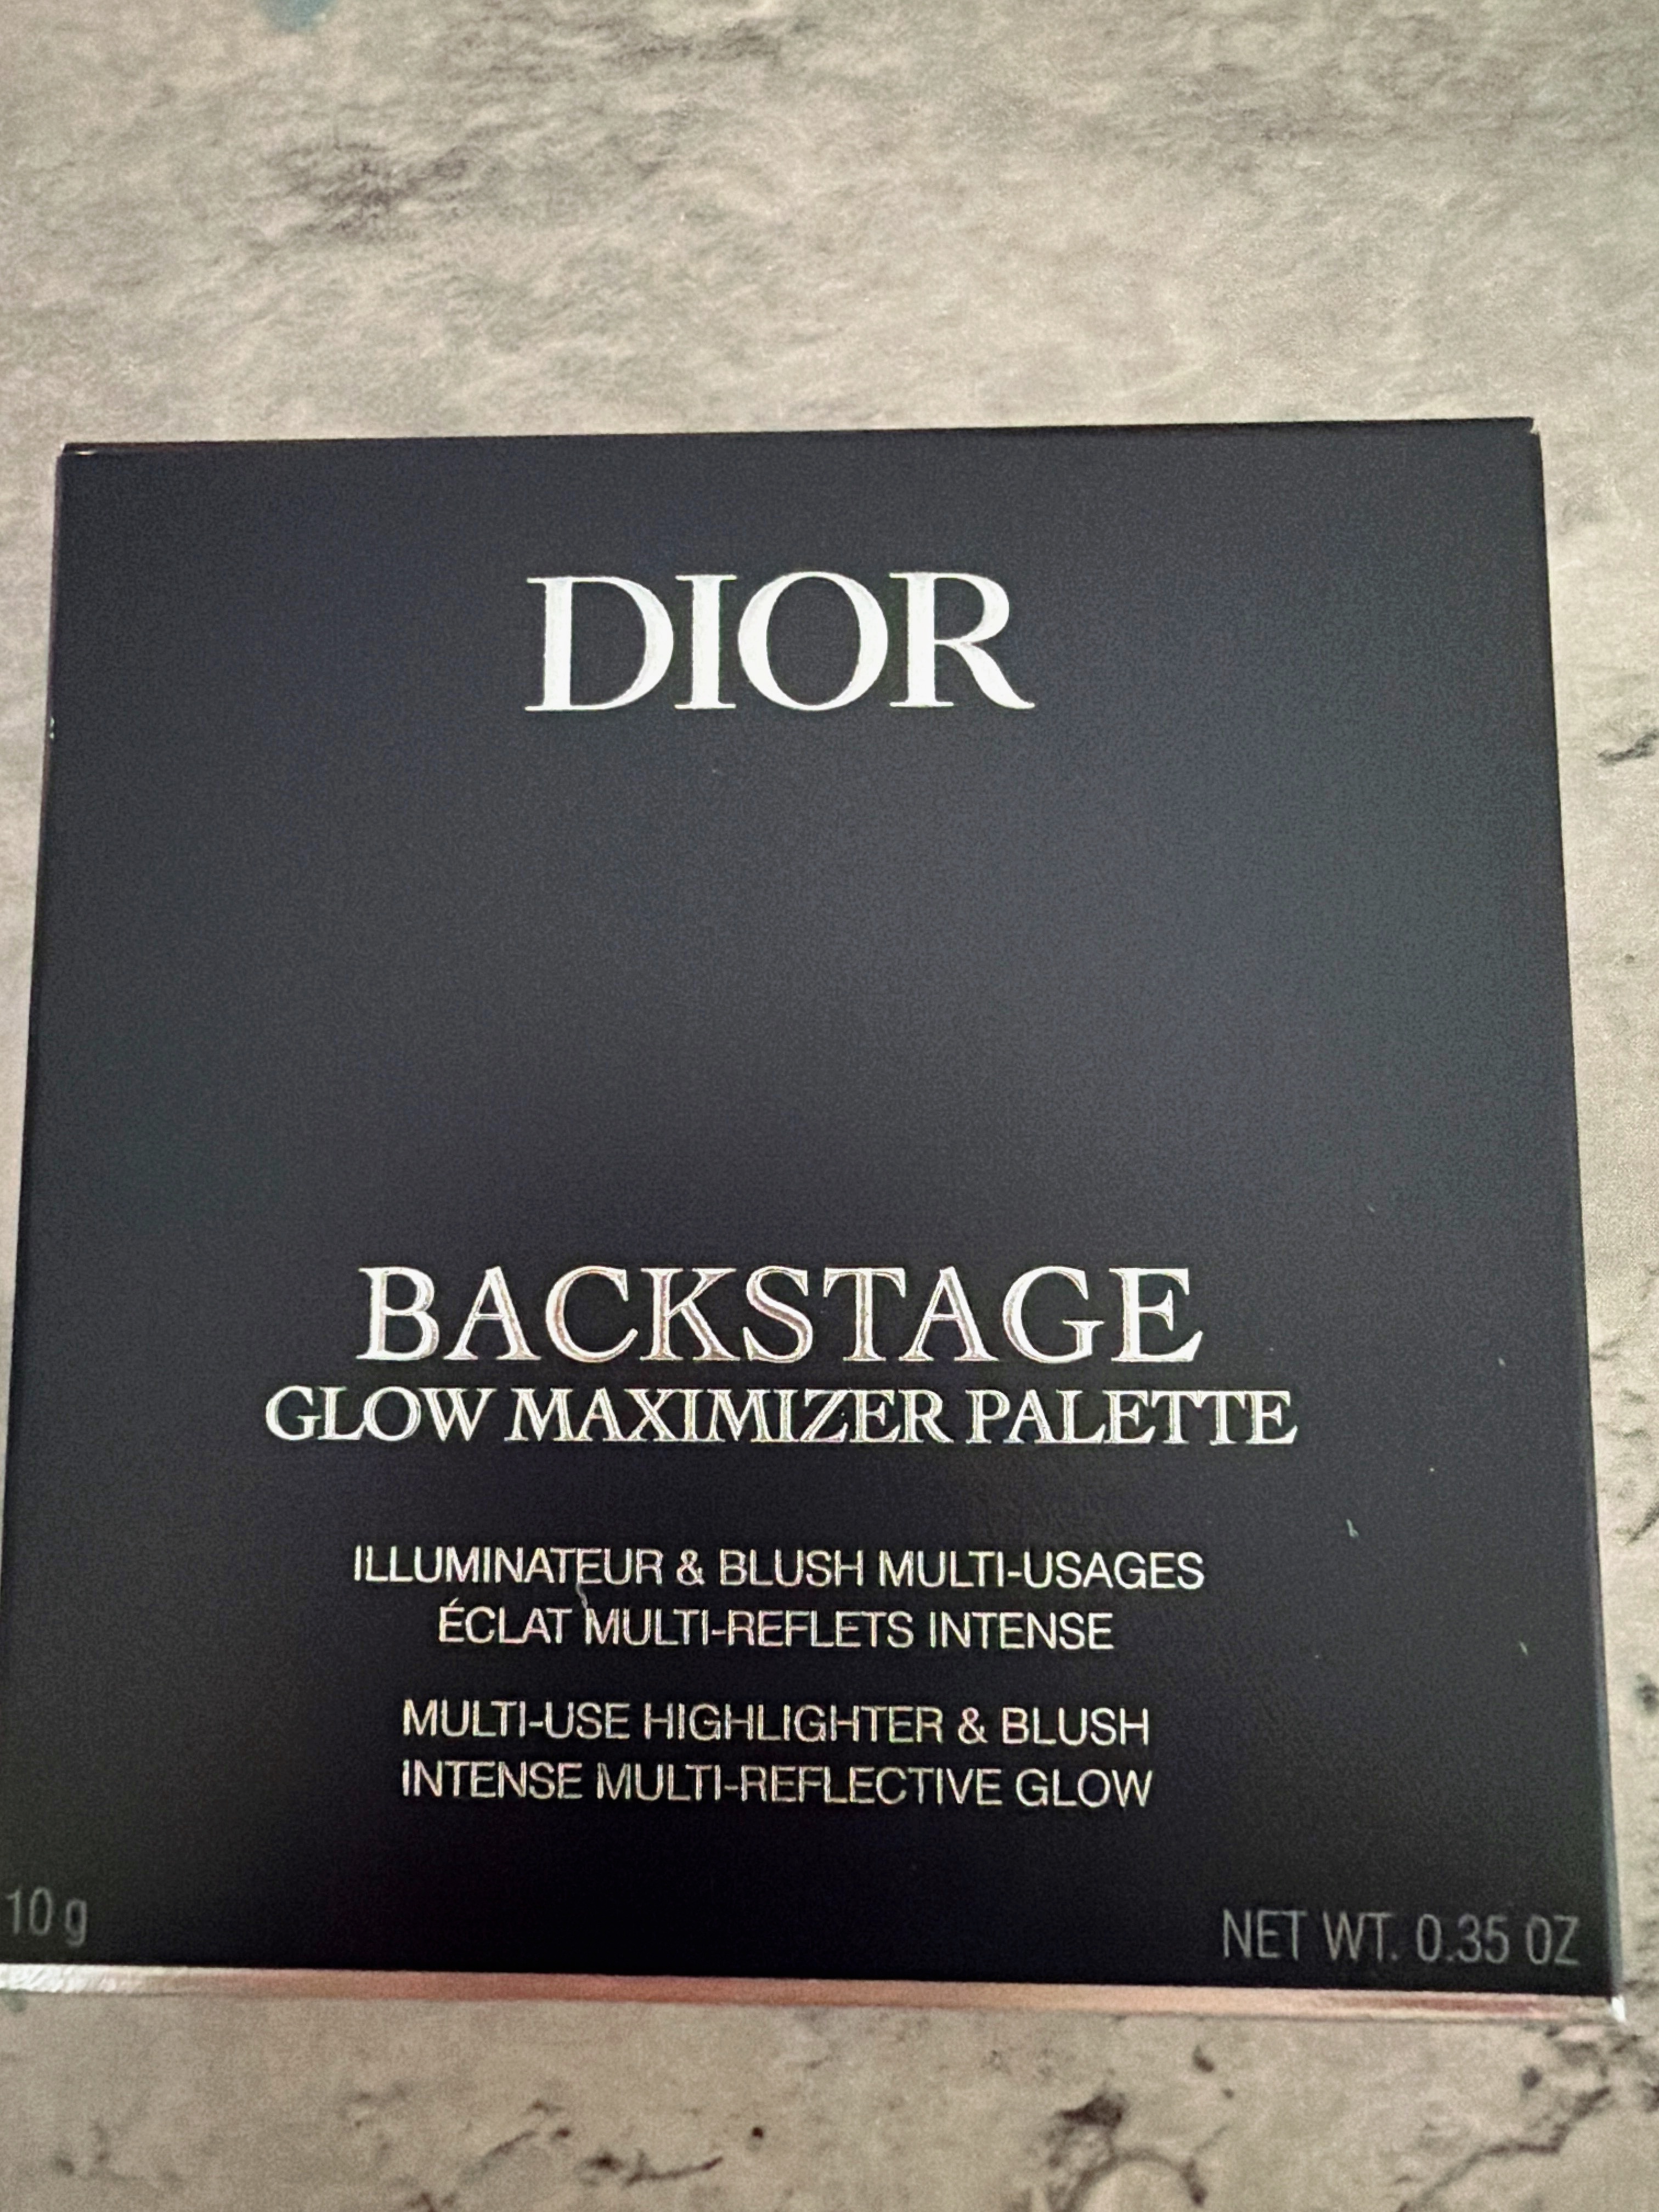 DIOR
BACKSTAGE
GLOW MAXIMIZER PALETTE
ILLUMINATEUR & BLUSH MULTI-USAGES
ÉCLAT MULTI-REFLETS INTENSE
MULTI-USE HIGHLIGHTER & BLUSH
INTENSE MULTI-REFLECTIVE GLOW
10 g
NET WT. 0.35 OZ